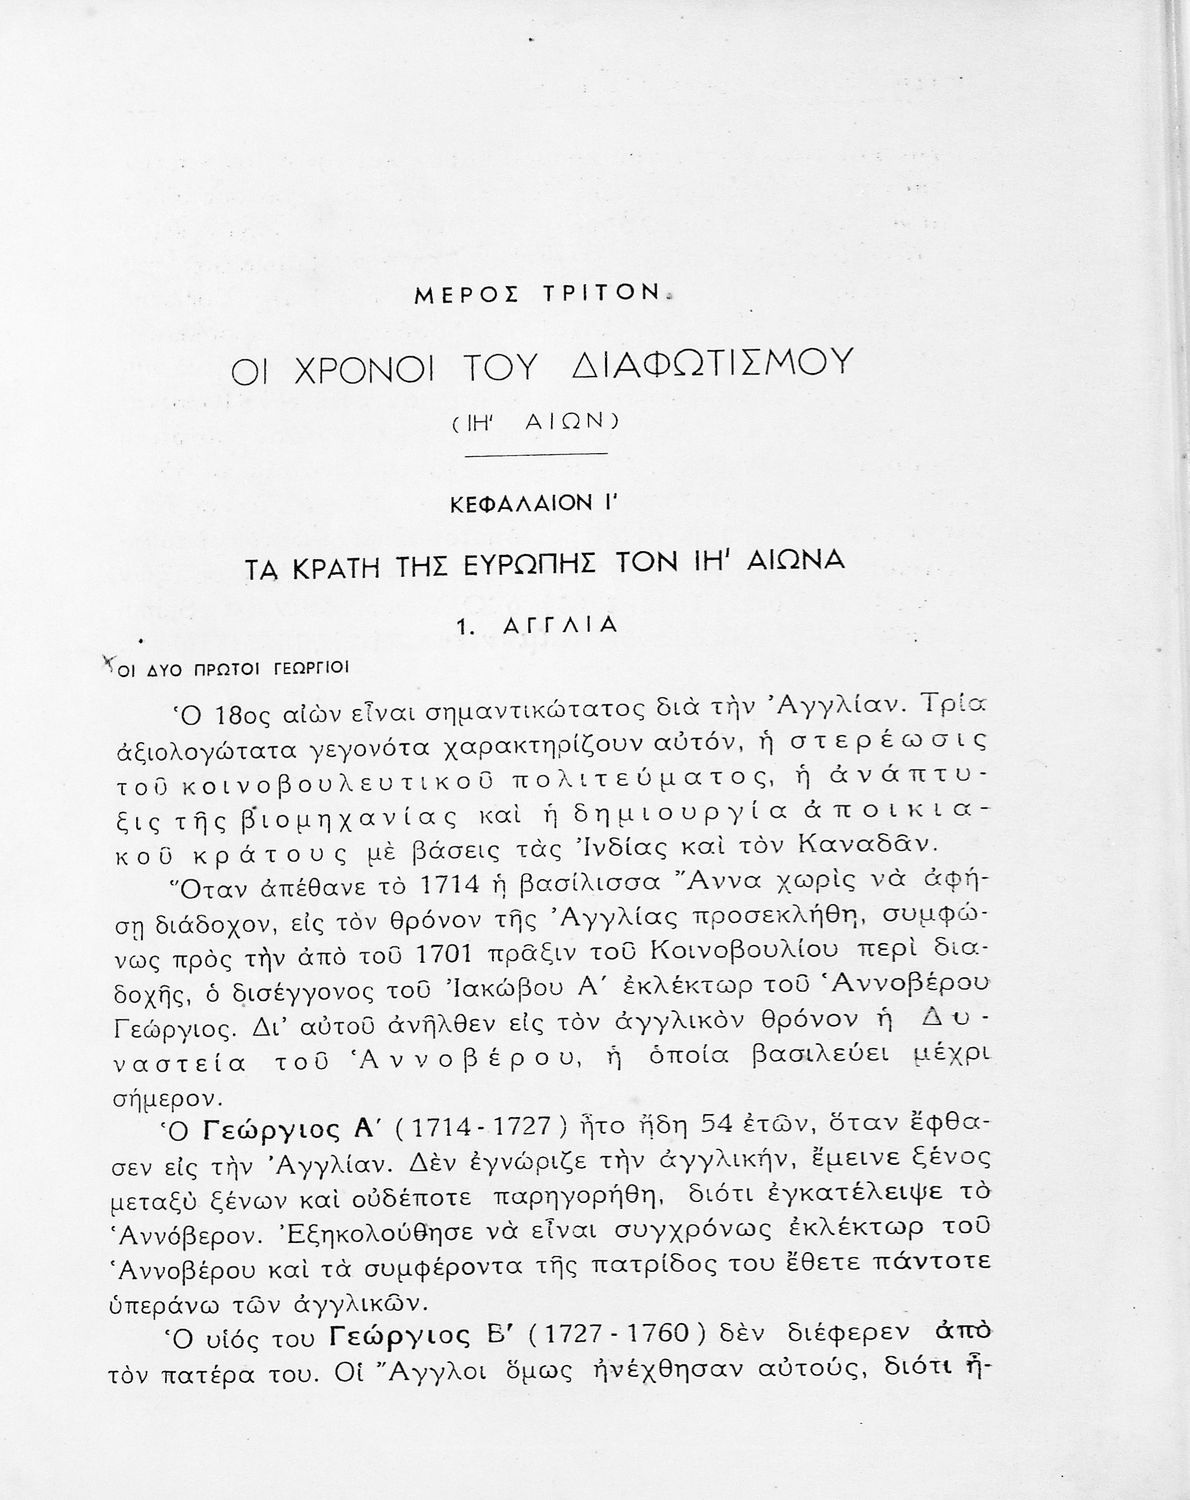 ΜΕΡΟΣ ΤΡΙΤΟΝ.
ΟΙ ΧΡΟΝΟΙ ΤΟΥ ΔΙΑΦΩΤΙΣΜΟΥ
(ΙΗ' ΑΙΩΝ)
ΚΕΦΑΛΑΙΟΝ Ι'
ΤΑ ΚΡΑΤΗ ΤΗΣ ΕΥΡΩΠΗΣ ΤΟΝ ΙΗ' ΑΙΩΝΑ
1. ΑΓΓΛΙΑ
ΟΙ ΔΥΟ ΠΡΩΤΟΙ ΓΕΩΡΓΙΟΙ
Ὁ 18ος αἰὼν εἶναι σημαντικώτατος διὰ τὴν Ἀγγλίαν. Τρία
ἀξιολογώτατα γεγονότα χαρακτηρίζουν αὐτόν, ἡ στερέωσις
τοῦ κοινοβουλευτικοῦ πολιτεύματος, ἡ ἀνάπτυ-
ξις τῆς βιομηχανίας καὶ ἡ δημιουργία ἀποικια-
κοῦ κράτους μὲ βάσεις τὰς Ἰνδίας καὶ τὸν Καναδᾶν.
Ὅταν ἀπέθανε τὸ 1714 ἡ βασίλισσα Ἄννα χωρὶς νὰ ἀφή-
σῃ διάδοχον, εἰς τὸν θρόνον τῆς Ἀγγλίας προσεκλήθη, συμφώ-
νως πρὸς τὴν ἀπὸ τοῦ 1701 πρᾶξιν τοῦ Κοινοβουλίου περὶ δια-
δοχῆς, ὁ δισέγγονος τοῦ Ἰακώβου Α´ ἐκλέκτωρ τοῦ Ἁννοβέρου
Γεώργιος. Δι' αὐτοῦ ἀνῆλθεν εἰς τὸν ἀγγλικὸν θρόνον ἡ Δυ-
ναστεία τοῦ Ἁννοβέρου, ἡ ὁποία βασιλεύει μέχρι
σήμερον.
Ὁ Γεώργιος Α´ (1714-1727) ἦτο ἤδη 54 ἐτῶν, ὅταν ἔφθα-
σεν εἰς τὴν Ἀγγλίαν. Δὲν ἐγνώριζε τὴν ἀγγλικήν, ἔμεινε ξένος
μεταξὺ ξένων καὶ οὐδέποτε παρηγορήθη, διότι ἐγκατέλειψε τὸ
Ἁννόβερον. Ἐξηκολούθησε νὰ εἶναι συγχρόνως ἐκλέκτωρ τοῦ
Ἁννοβέρου καὶ τὰ συμφέροντα τῆς πατρίδος του ἔθετε πάντοτε
ὑπεράνω τῶν ἀγγλικῶν.
Ὁ υἱός του Γεώργιος Β´ (1727-1760) δὲν διέφερεν ἀπὸ
τὸν πατέρα του. Οἱ Ἄγγλοι ὅμως ἠνέχθησαν αὐτούς, διότι ἦ-